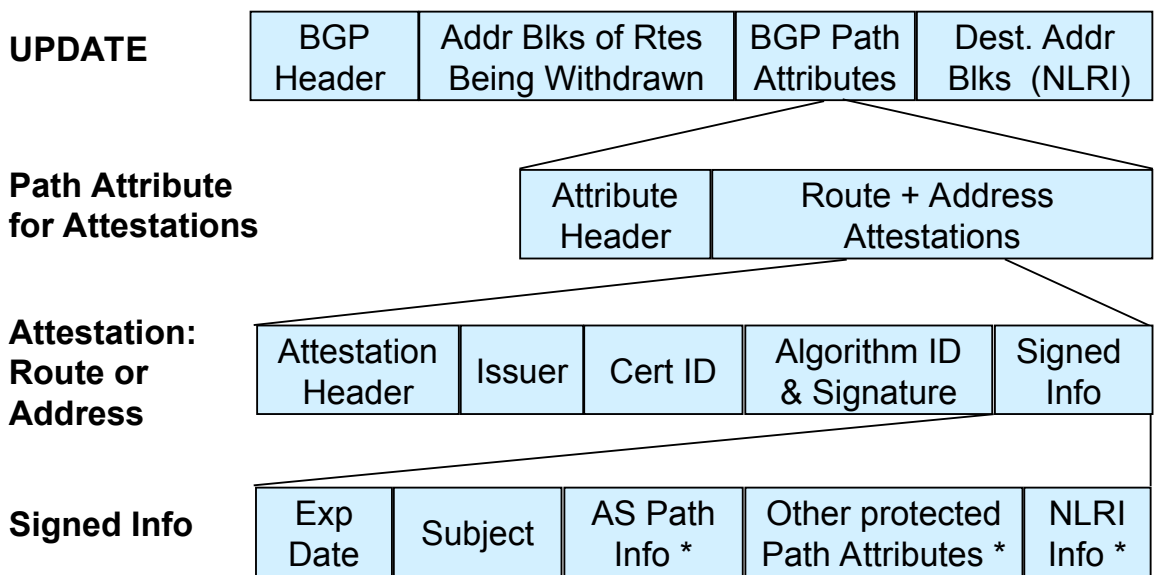 UPDATE
BGP
Header
Addr Blks of Rtes
Being Withdrawn
BGP Path
Attributes
Dest. Addr
Blks (NLRI)
Path Attribute
for Attestations
Attribute
Header
Route + Address
Attestations
Attestation:
Route or
Address
Attestation
Header
Issuer
Cert ID
Algorithm ID
& Signature
Signed
Info
Signed Info
Exp
Date
Subject
AS Path
Info *
Other protected
Path Attributes *
NLRI
Info *